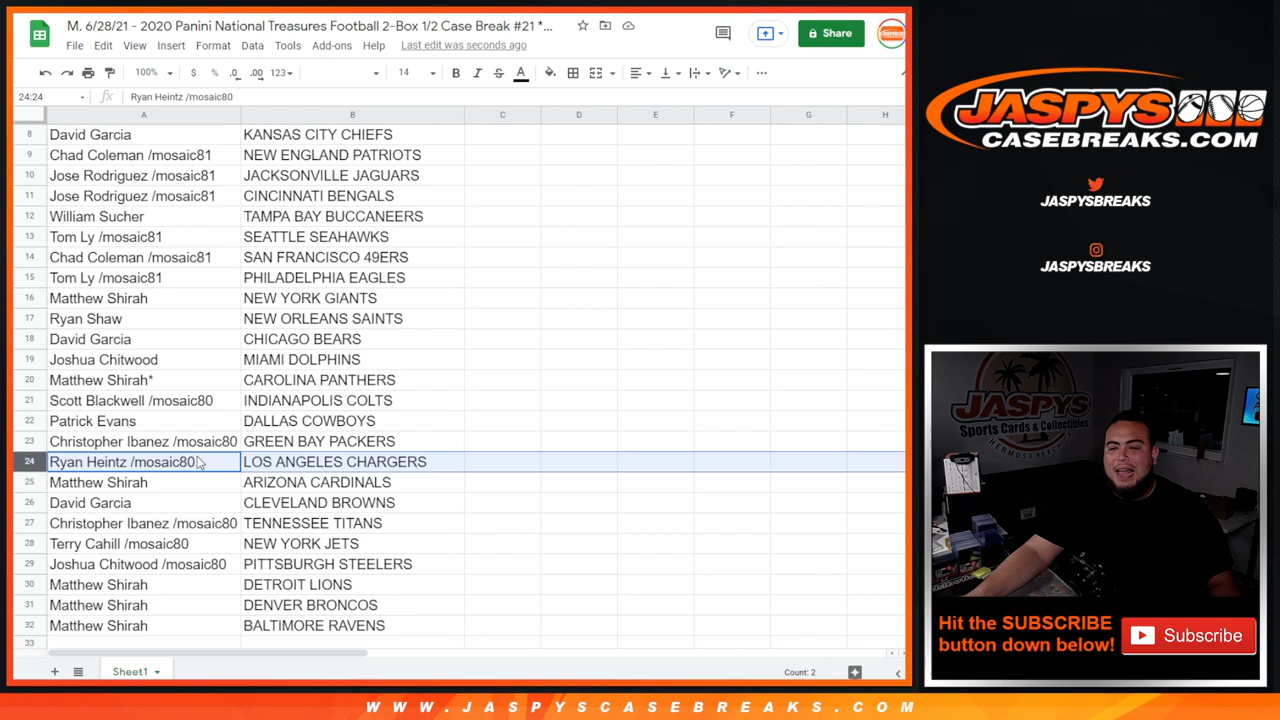 M. 6/28/21 - 2020 Panini National Treasures Football 2-Box 1/2 Case Break #21 *...
File Edit View Insert Format Data Tools Add-ons Help Last edit was seconds ago
Share
100% $ % .0 .00 123 14 B I S A
24:24 fx Ryan Heintz /mosaic80
A B C D E F G H
8 David Garcia KANSAS CITY CHIEFS
9 Chad Coleman /mosaic81 NEW ENGLAND PATRIOTS
10 Jose Rodriguez /mosaic81 JACKSONVILLE JAGUARS
11 Jose Rodriguez /mosaic81 CINCINNATI BENGALS
12 William Sucher TAMPA BAY BUCCANEERS
13 Tom Ly /mosaic81 SEATTLE SEAHAWKS
14 Chad Coleman /mosaic81 SAN FRANCISCO 49ERS
15 Tom Ly /mosaic81 PHILADELPHIA EAGLES
16 Matthew Shirah NEW YORK GIANTS
17 Ryan Shaw NEW ORLEANS SAINTS
18 David Garcia CHICAGO BEARS
19 Joshua Chitwood MIAMI DOLPHINS
20 Matthew Shirah* CAROLINA PANTHERS
21 Scott Blackwell /mosaic80 INDIANAPOLIS COLTS
22 Patrick Evans DALLAS COWBOYS
23 Christopher Ibanez /mosaic80 GREEN BAY PACKERS
24 Ryan Heintz /mosaic80 LOS ANGELES CHARGERS
25 Matthew Shirah ARIZONA CARDINALS
26 David Garcia CLEVELAND BROWNS
27 Christopher Ibanez /mosaic80 TENNESSEE TITANS
28 Terry Cahill /mosaic80 NEW YORK JETS
29 Joshua Chitwood /mosaic80 PITTSBURGH STEELERS
30 Matthew Shirah DETROIT LIONS
31 Matthew Shirah DENVER BRONCOS
32 Matthew Shirah BALTIMORE RAVENS
33
Sheet1
Count: 2
JASPYS
CASEBREAKS.COM
JASPYSBREAKS
JASPYSBREAKS
JASPYS
Sports Cards & Collectibles
HERMOSA BEACH
Hit the SUBSCRIBE
button down below!
Subscribe
WWW.JASPYSCASEBREAKS.COM